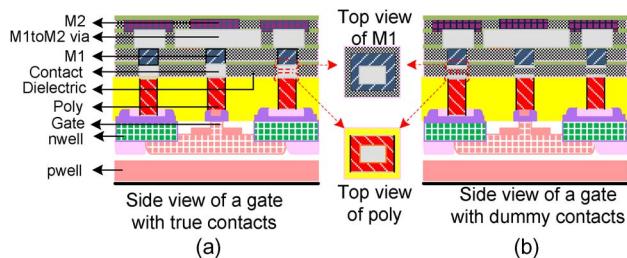 M2
M1toM2 via
M1
Contact
Dielectric
Poly
Gate
nwell
pwell
Side view of a gate
with true contacts
(a)
Top view
of M1
Top view
of poly
Side view of a gate
with dummy contacts
(b)